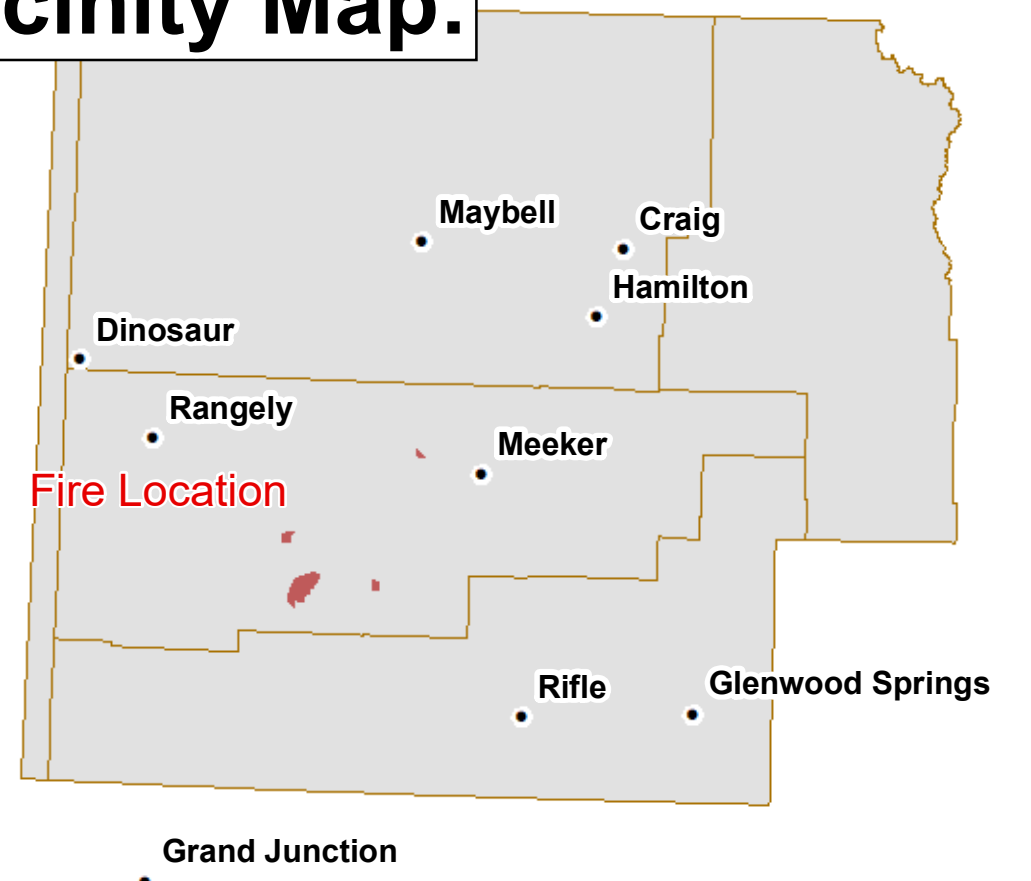 cinity Map.
Maybell
Craig
Hamilton
Dinosaur
Rangely
Meeker
Fire Location
Rifle
Glenwood Springs
Grand Junction